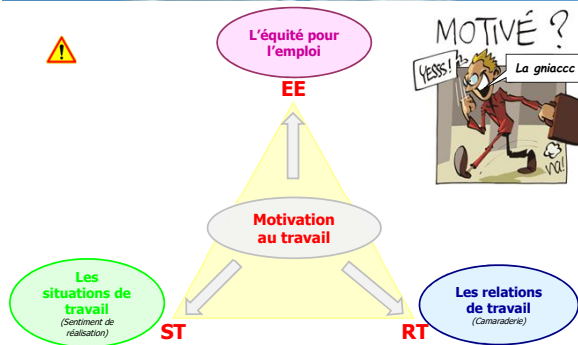 L'équité pour
l'emploi
EE
MOTIVÉ ?
YESSS !
La gniaccc
na!
Motivation
au travail
Les
situations de
travail
(Sentiment de
réalisation)
ST
RT
Les relations
de travail
(Camaraderie)